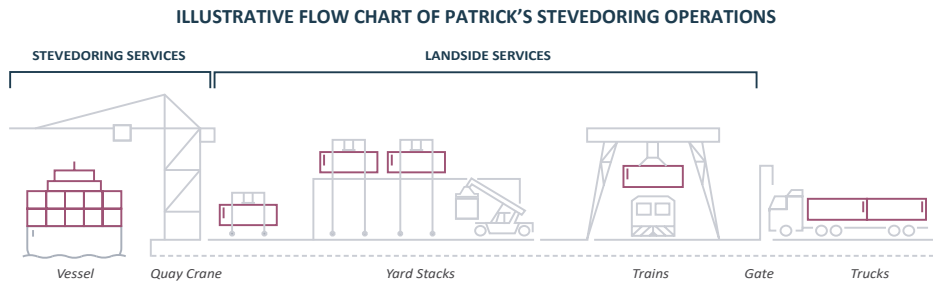 ILLUSTRATIVE FLOW CHART OF PATRICK'S STEVEDORING OPERATIONS
STEVEDORING SERVICES
LANDSIDE SERVICES
Vessel
Quay Crane
Yard Stacks
Trains
Gate
Trucks